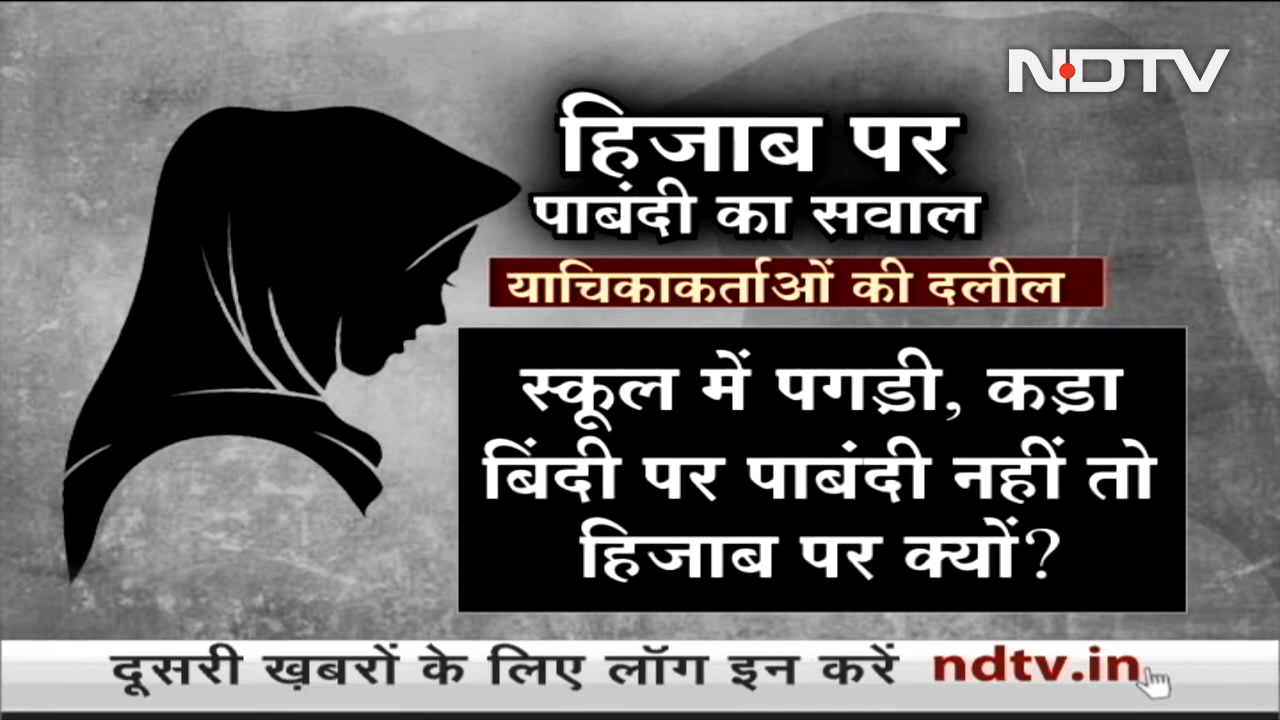 NDTV
हिजाब पर
पाबंदी का सवाल
याचिकाकर्ताओं की दलील
स्कूल में पगड़ी, कड़ा
बिंदी पर पाबंदी नहीं तो
हिजाब पर क्यों?
दूसरी ख़बरों के लिए लॉग इन करें ndtv.in